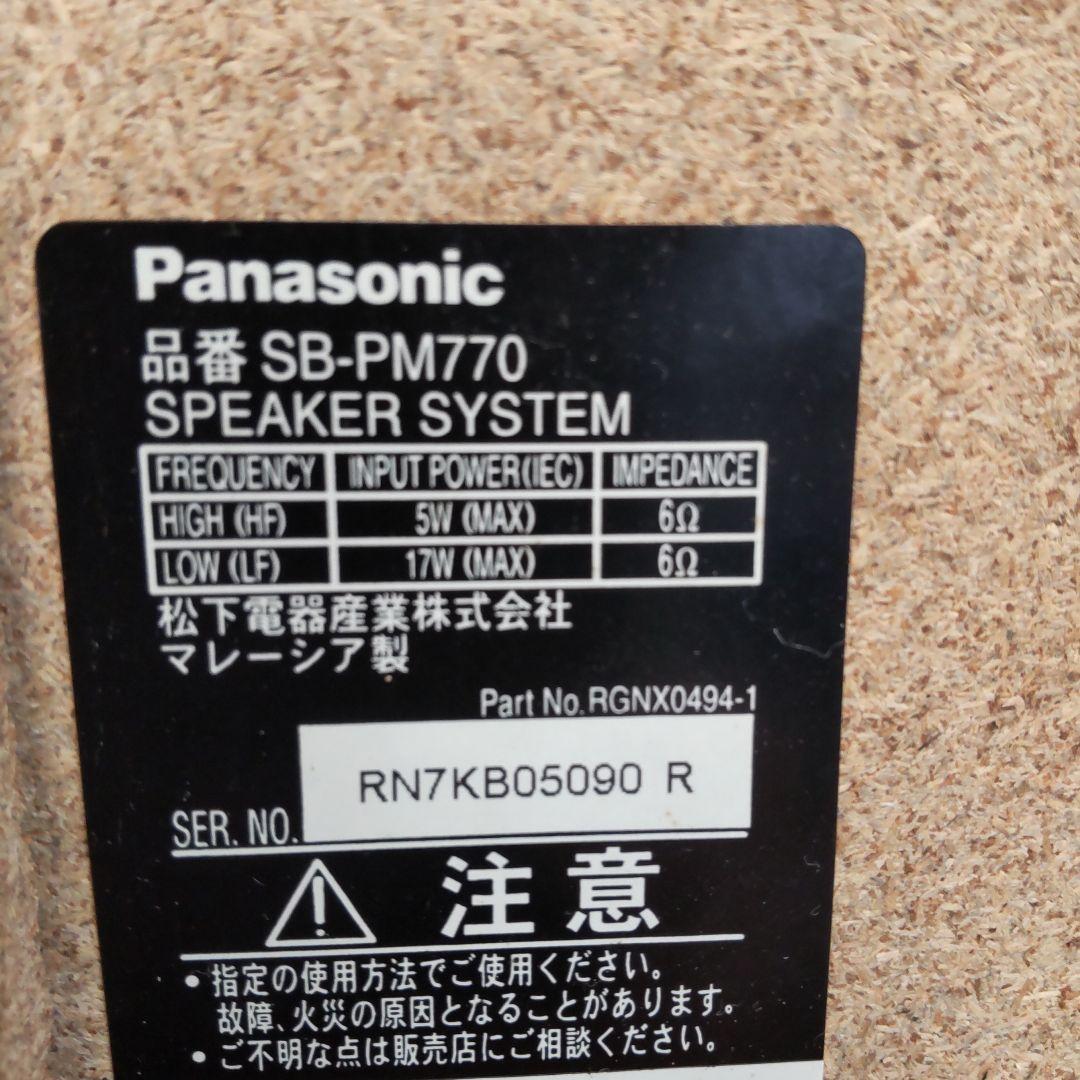 Panasonic
品番 SB-PM770
SPEAKER SYSTEM
FREQUENCY INPUT POWER(IEC) IMPEDANCE
HIGH (HF) 5W (MAX) 6Ω
LOW (LF) 17W (MAX) 6Ω
松下電器産業株式会社
マレーシア製
Part No.RGNX0494-1
SER. NO. RN7KB05090 R
注意
・指定の使用方法でご使用ください。
故障、火災の原因となることがあります。
・ご不明な点は販売店にご相談ください。